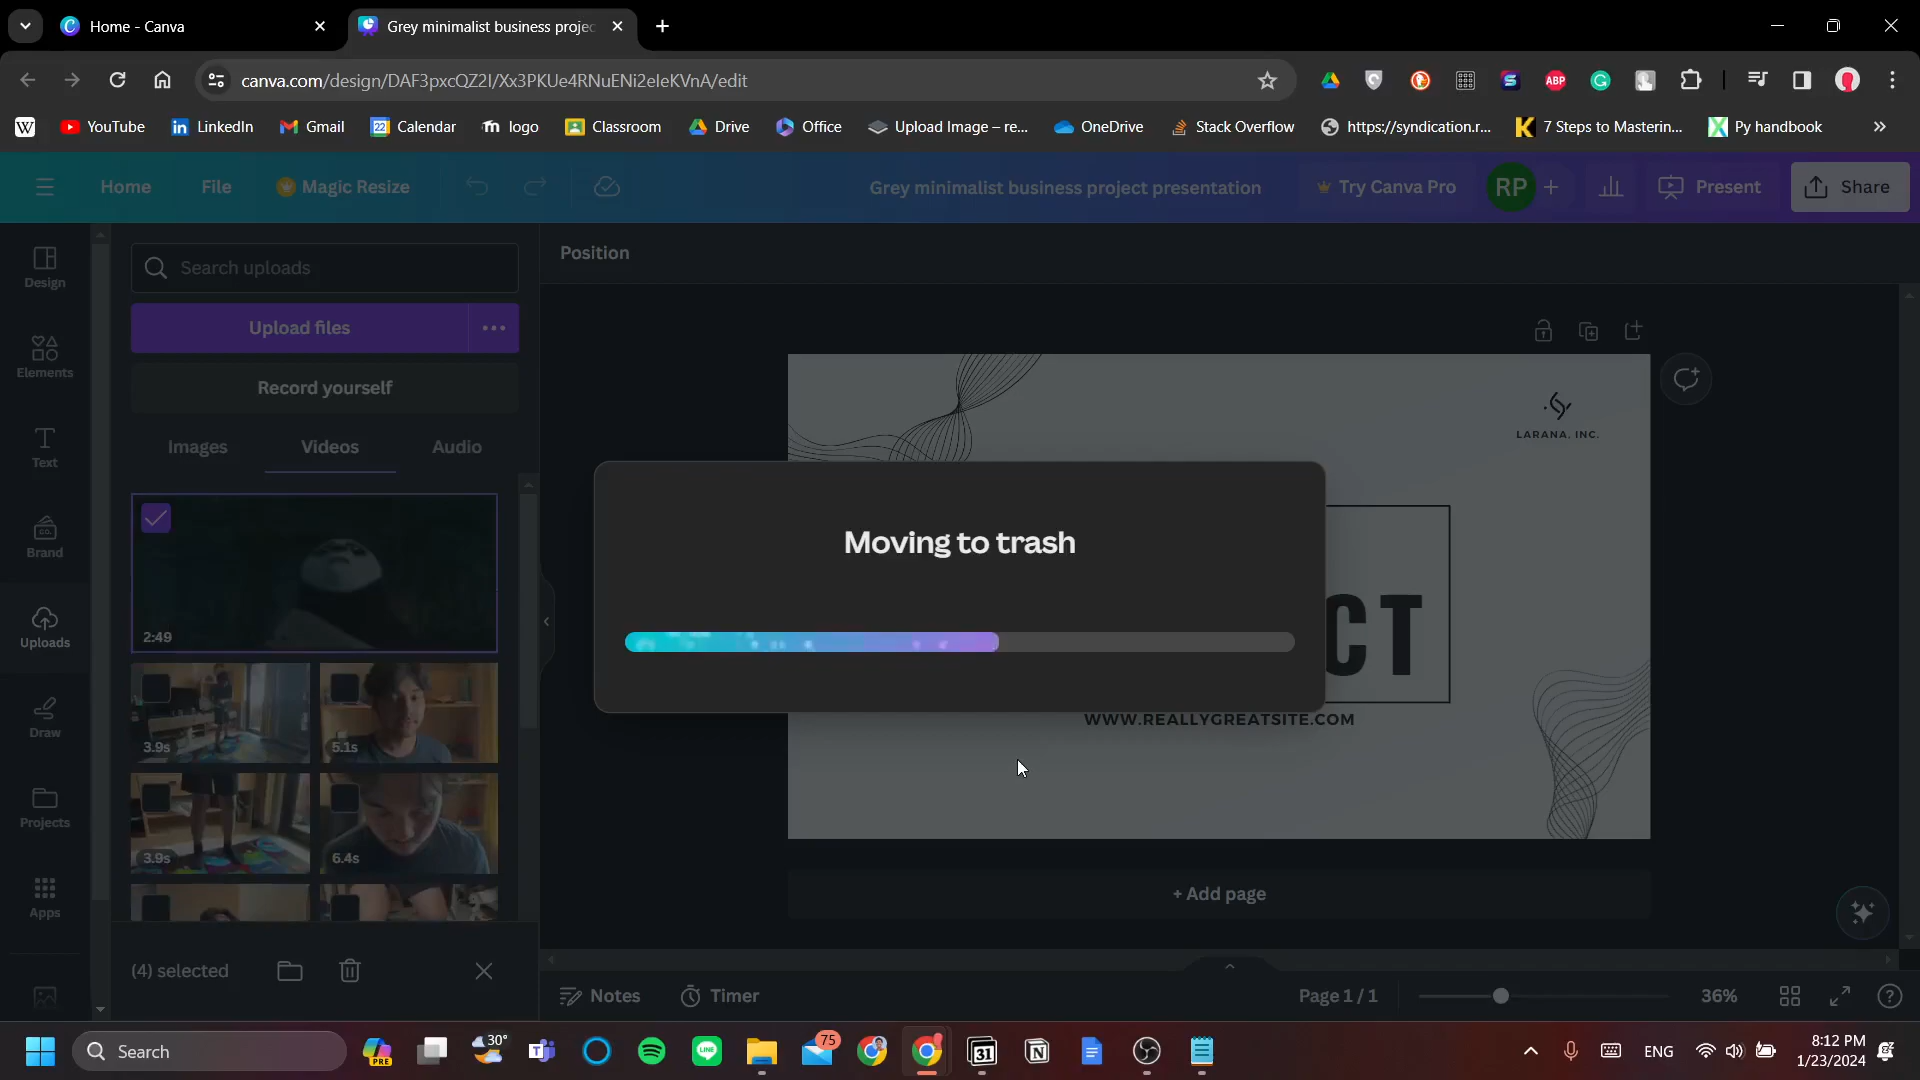 Home - Canva
Grey minimalist business projec
canva.com/design/DAF3pxcQZ2I/Xx3PKUe4RNuENi2eleKVnA/edit
ABP
W
YouTube
LinkedIn
Gmail
22
Calendar
logo
Classroom
Drive
Office
Upload Image – re...
OneDrive
Stack Overflow
https://syndication.r...
7 Steps to Masterin...
Py handbook
Home
File
Magic Resize
Grey minimalist business project presentation
Try Canva Pro
RP
Present
Share
Design
Elements
Text
Brand
Uploads
Draw
Projects
Apps
Search uploads
Upload files
Record yourself
Images
Videos
Audio
2:49
3.9s
5.1s
3.9s
6.4s
(4) selected
Position
LARANA, INC.
Moving to trash
CT
WWW.REALLYGREATSITE.COM
+ Add page
Notes
Timer
Page 1 / 1
36%
Search
PRE
30°
LINE
75
31
ENG
8:12 PM
1/23/2024